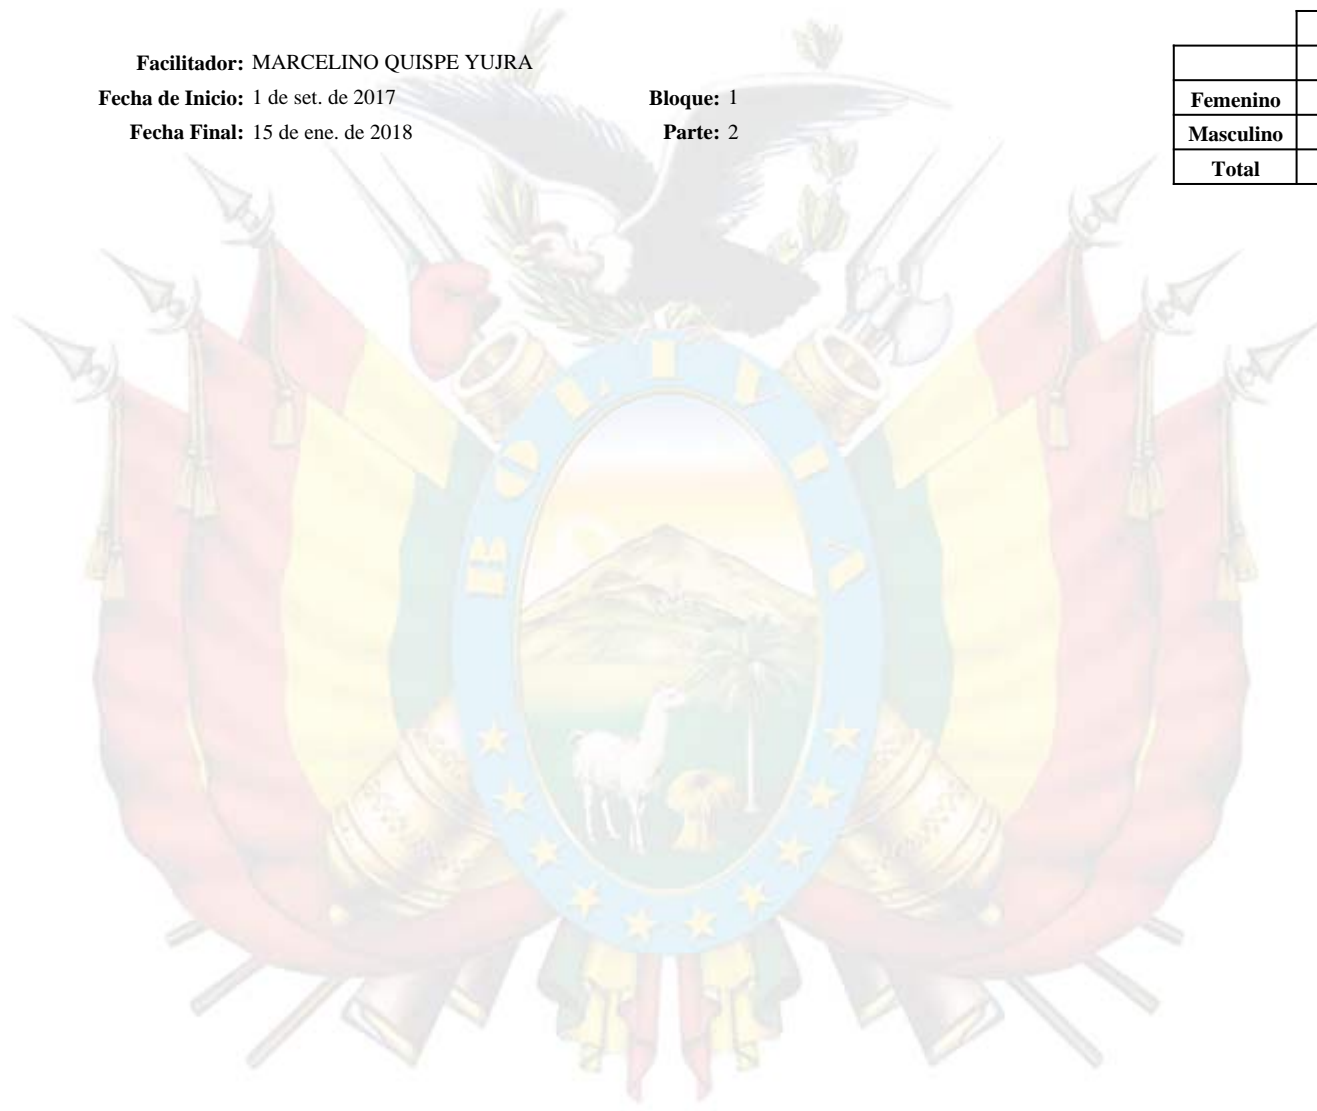 Facilitador: MARCELINO QUISPE YUJRA
Fecha de Inicio: 1 de set. de 2017 Bloque: 1
Fecha Final: 15 de ene. de 2018 Parte: 2
Femenino
Masculino
Total
BOLIVIA